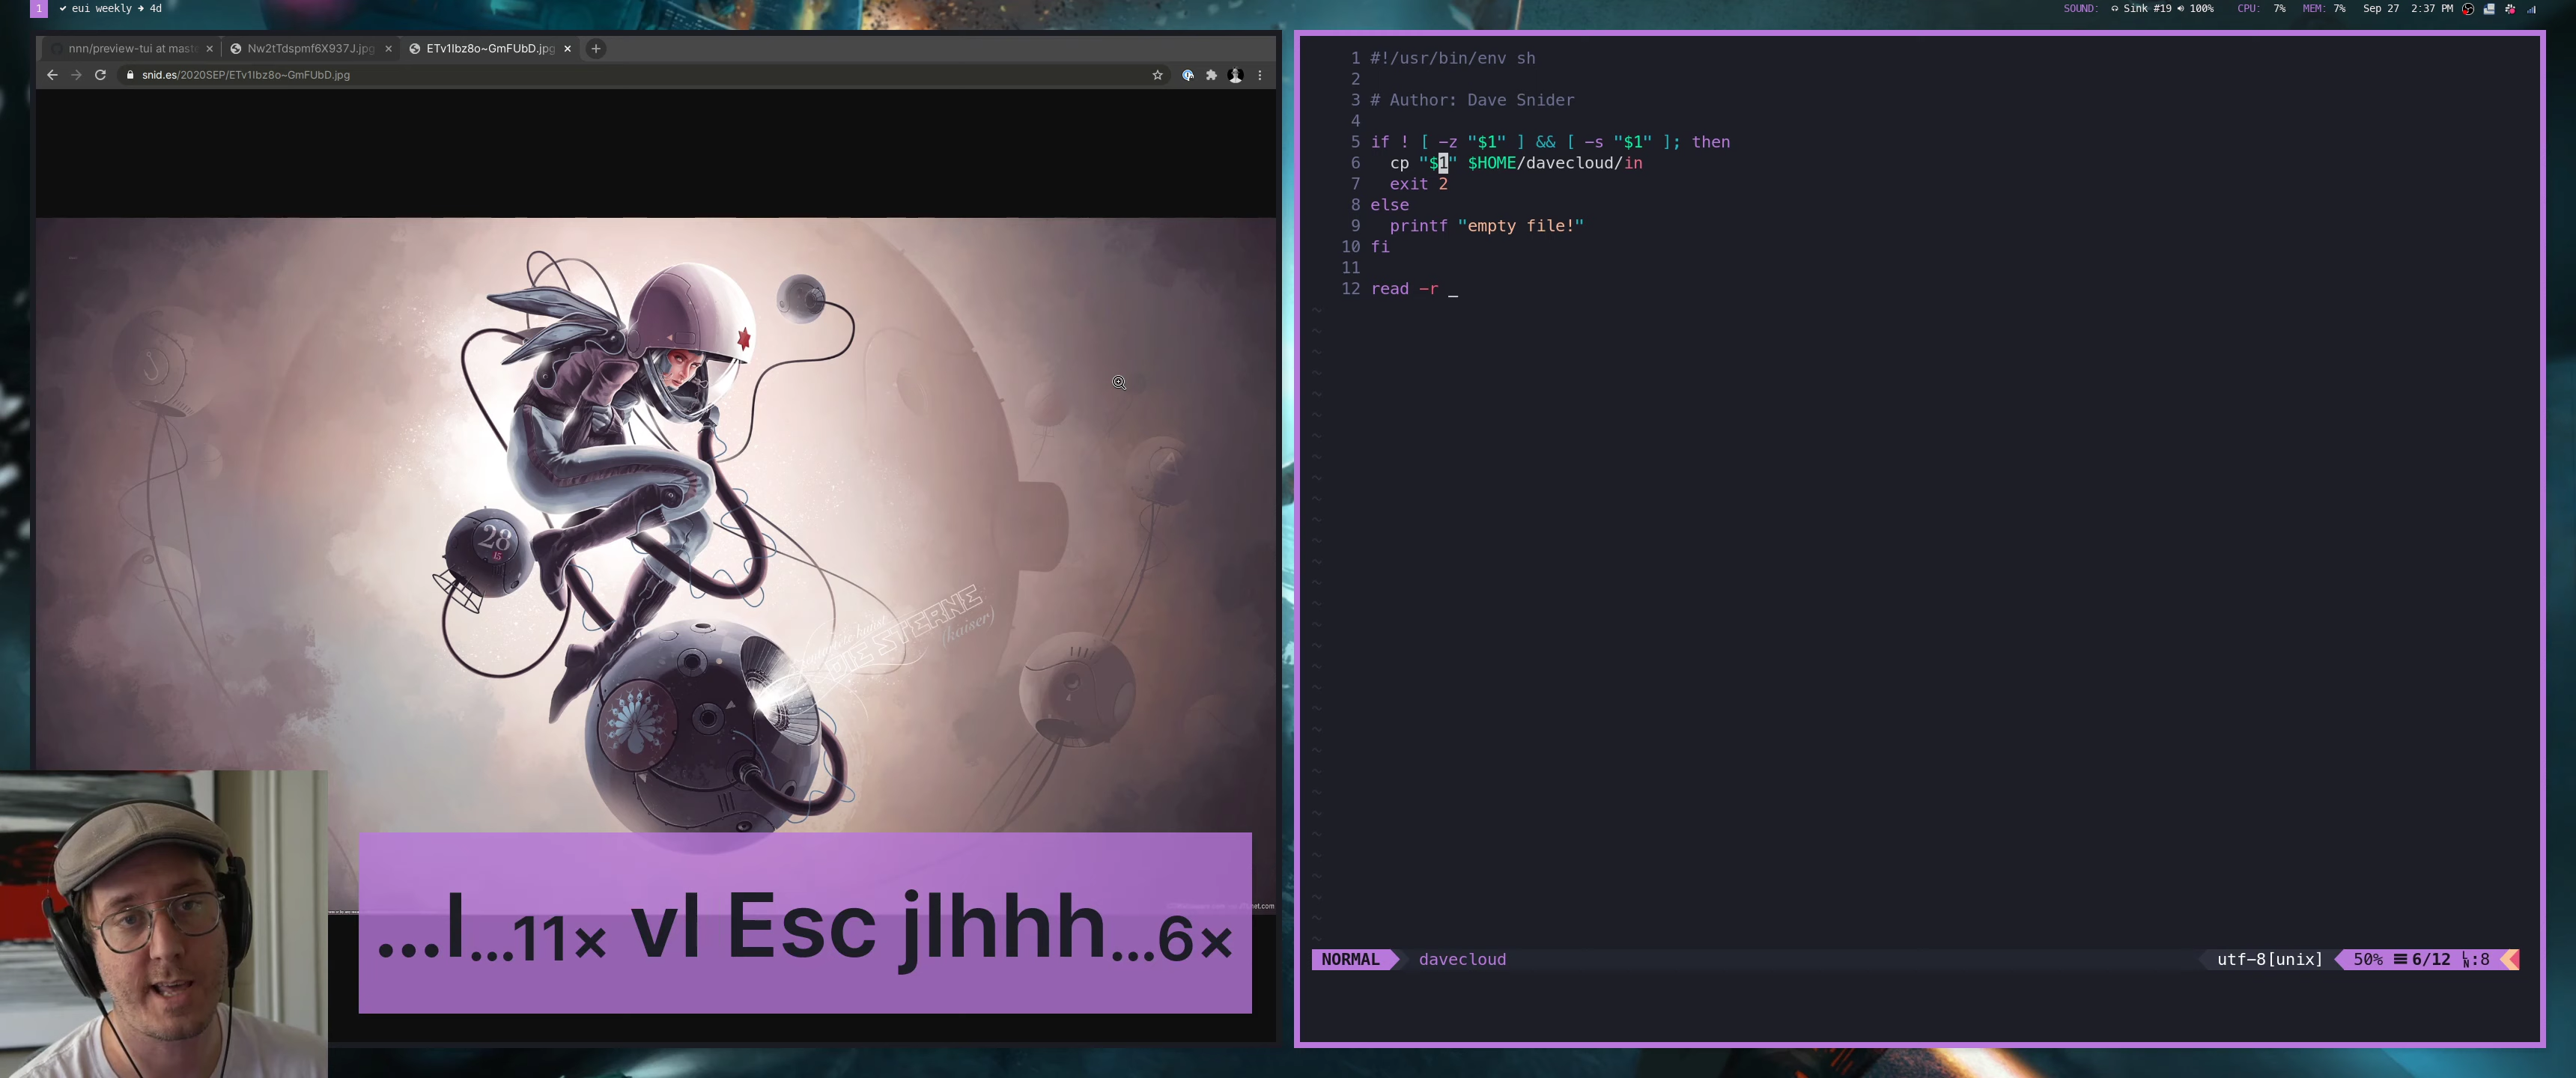 1 ✔ eui weekly → 4d
SOUND: Sink #19 100% CPU: 7% MEM: 7% Sep 27 2:37 PM
nnn/preview-tui at mast
Nw2tTdspmf6X937J.jpg
ETv1Ibz8o~GmFUbD.jpg
snid.es/2020SEP/ETv1Ibz8o~GmFUbD.jpg
28
15
DIE STERNE
(kaiser)
...l...11× vl Esc jlhhh...6×
1 #!/usr/bin/env sh
2
3 # Author: Dave Snider
4
5 if ! [ -z "$1" ] && [ -s "$1" ]; then
6 cp "$1" $HOME/davecloud/in
7 exit 2
8 else
9 printf "empty file!"
10 fi
11
12 read -r _
NORMAL davecloud utf-8[unix] 50% 6/12 :8